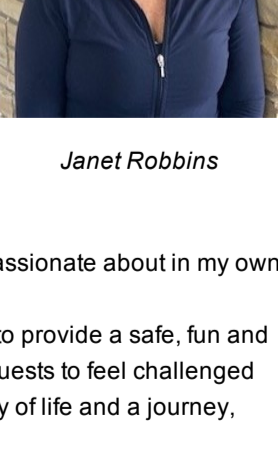 Janet Robbins
assionate about in my own
to provide a safe, fun and
uests to feel challenged
y of life and a journey,